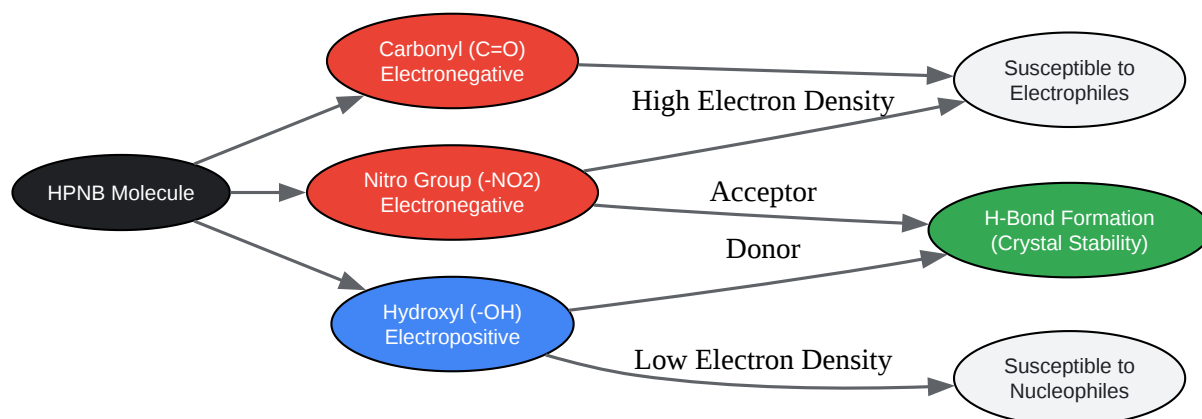 Carbonyl (C=O)
Electronegative
Susceptible to
Electrophiles
High Electron Density
HPNB Molecule
Nitro Group (-NO2)
Electronegative
Acceptor
H-Bond Formation
(Crystal Stability)
Donor
Hydroxyl (-OH)
Electropositive
Low Electron Density
Susceptible to
Nucleophiles